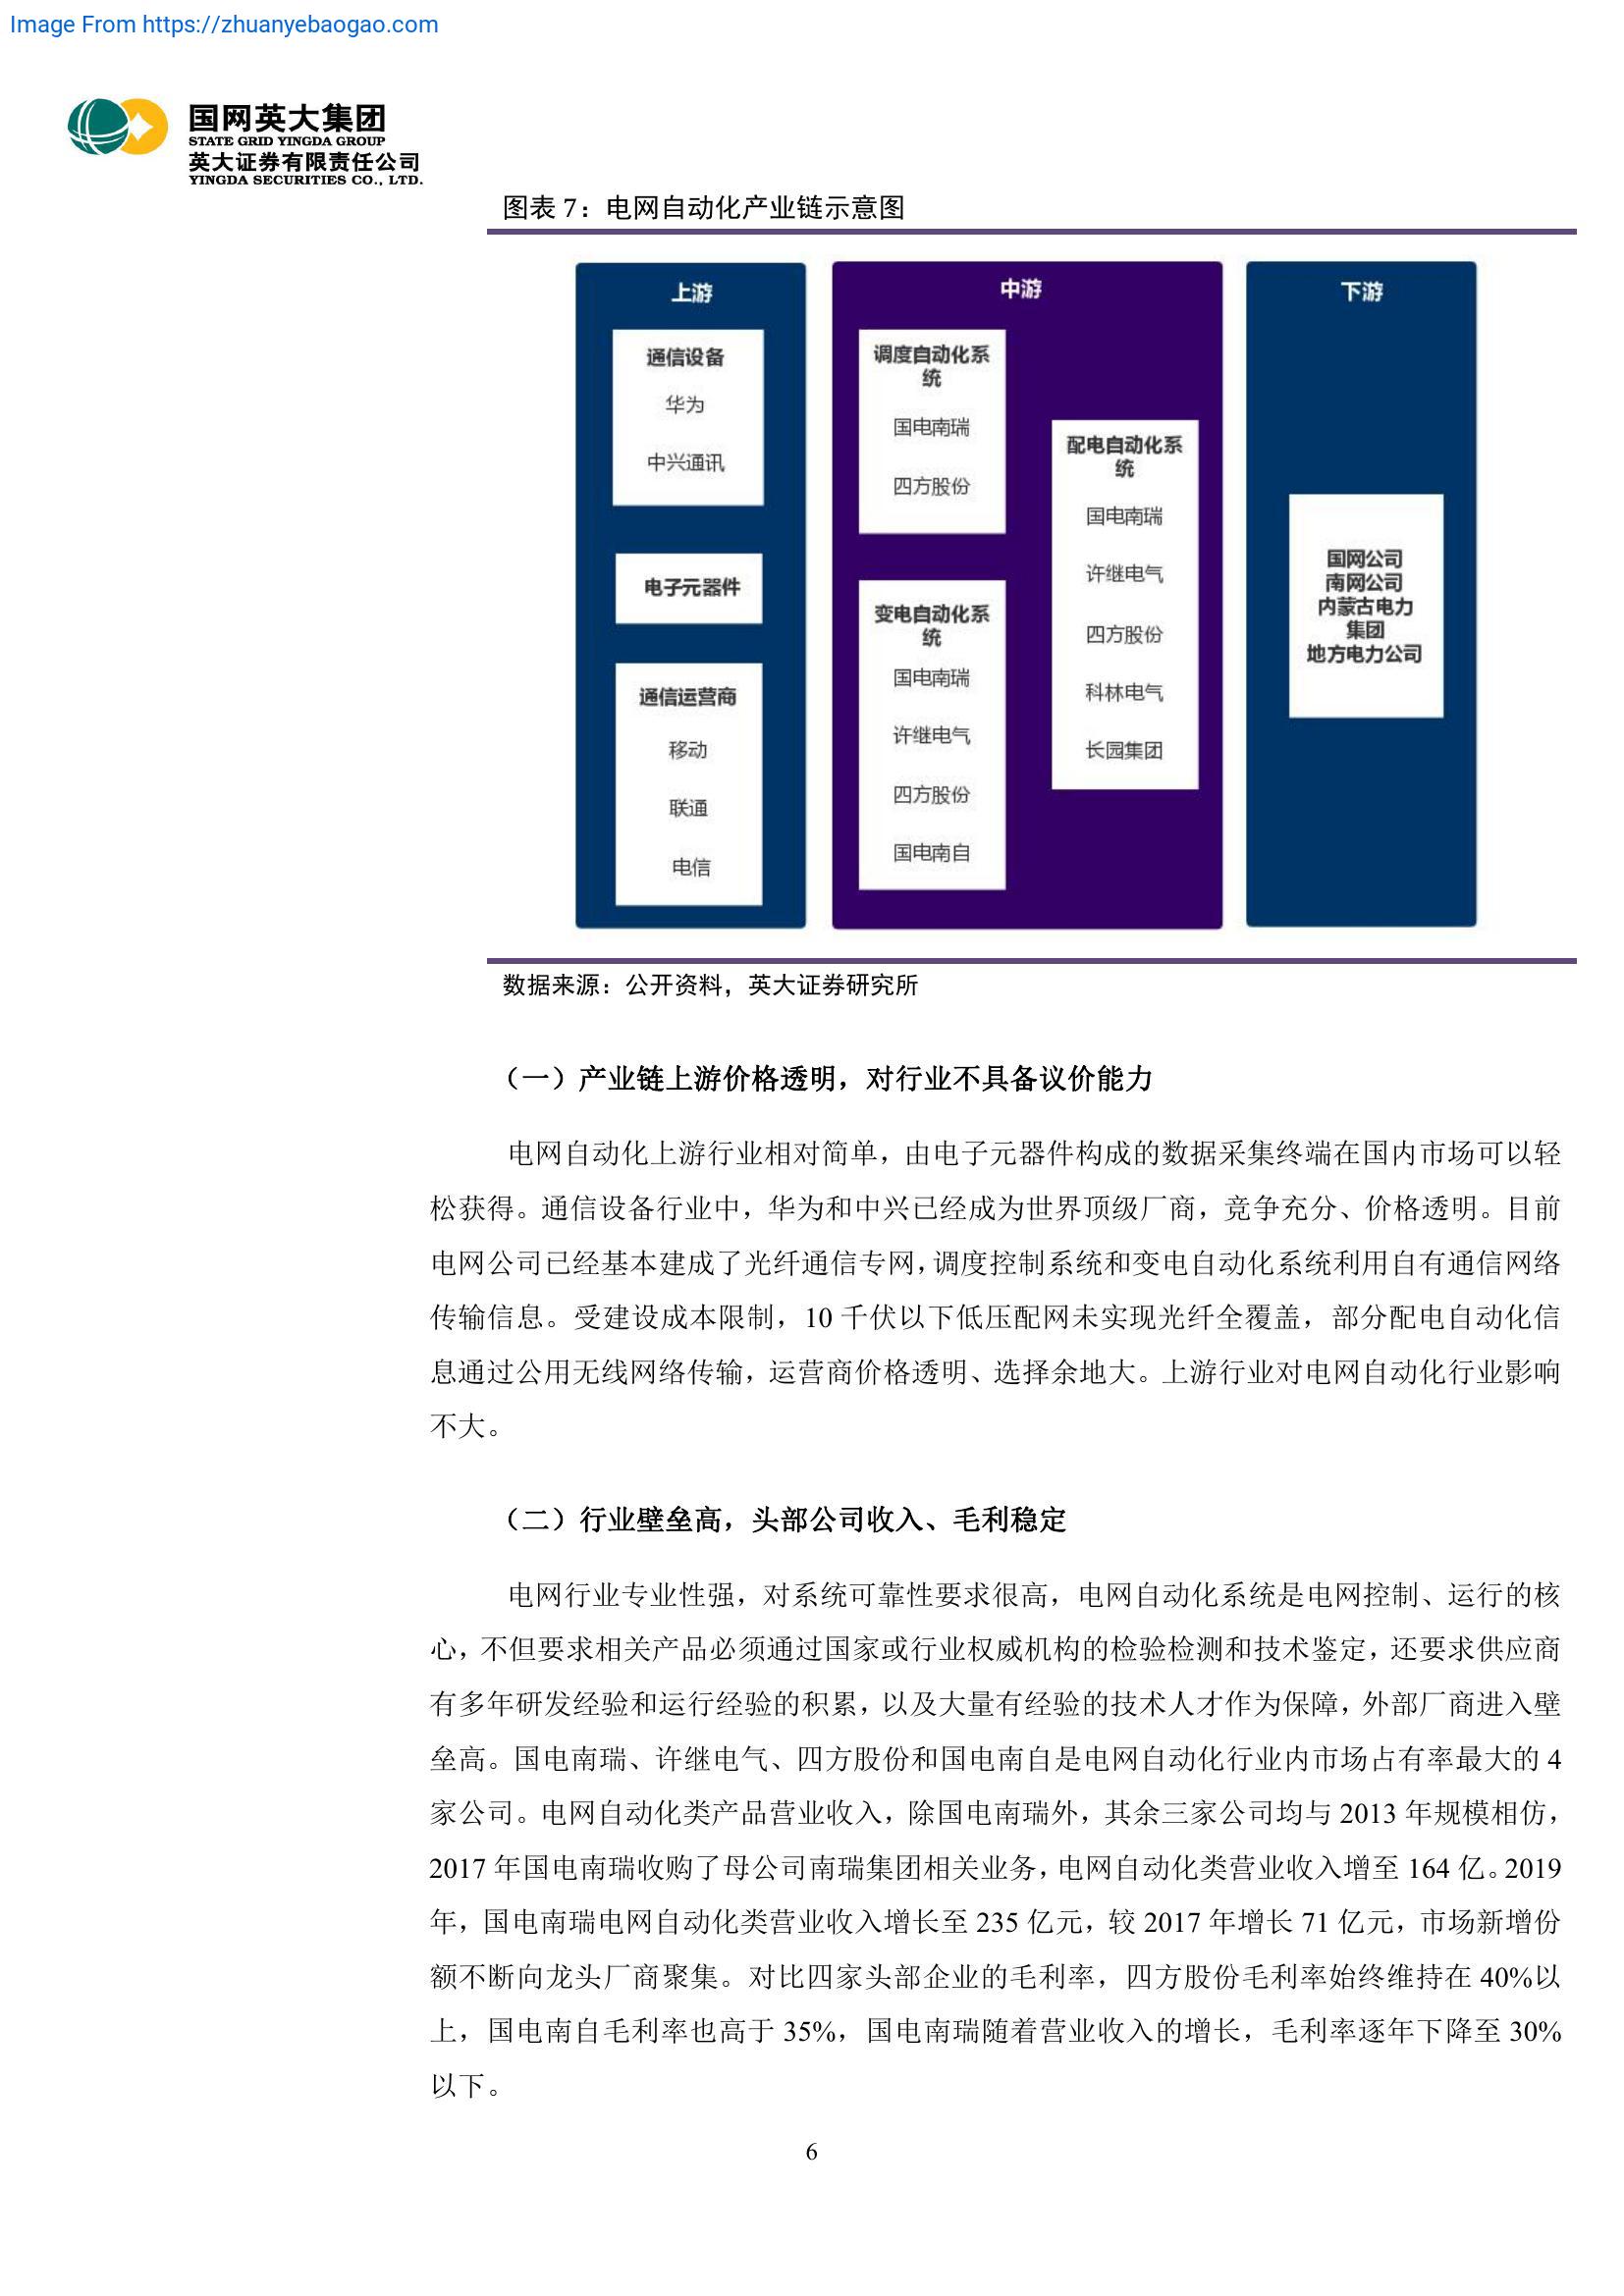 Image From https://zhuanyebaogao.com
国网英大集团
STATE GRID YINGDA GROUP
英大证券有限责任公司
YINGDA SECURITIES CO., LTD.
图表 7：电网自动化产业链示意图
上游
通信设备
华为
中兴通讯
电子元器件
通信运营商
移动
联通
电信
中游
调度自动化系
统
国电南瑞
四方股份
变电自动化系
统
国电南瑞
许继电气
四方股份
国电南自
配电自动化系
统
国电南瑞
许继电气
四方股份
科林电气
长园集团
下游
国网公司
南网公司
内蒙古电力
集团
地方电力公司
数据来源：公开资料，英大证券研究所
（一）产业链上游价格透明，对行业不具备议价能力
电网自动化上游行业相对简单，由电子元器件构成的数据采集终端在国内市场可以轻
松获得。通信设备行业中，华为和中兴已经成为世界顶级厂商，竞争充分、价格透明。目前
电网公司已经基本建成了光纤通信专网，调度控制系统和变电自动化系统利用自有通信网络
传输信息。受建设成本限制，10 千伏以下低压配网未实现光纤全覆盖，部分配电自动化信
息通过公用无线网络传输，运营商价格透明、选择余地大。上游行业对电网自动化行业影响
不大。
（二）行业壁垒高，头部公司收入、毛利稳定
电网行业专业性强，对系统可靠性要求很高，电网自动化系统是电网控制、运行的核
心，不但要求相关产品必须通过国家或行业权威机构的检验检测和技术鉴定，还要求供应商
有多年研发经验和运行经验的积累，以及大量有经验的技术人才作为保障，外部厂商进入壁
垒高。国电南瑞、许继电气、四方股份和国电南自是电网自动化行业内市场占有率最大的 4
家公司。电网自动化类产品营业收入，除国电南瑞外，其余三家公司均与 2013 年规模相仿，
2017 年国电南瑞收购了母公司南瑞集团相关业务，电网自动化类营业收入增至 164 亿。2019
年，国电南瑞电网自动化类营业收入增长至 235 亿元，较 2017 年增长 71 亿元，市场新增份
额不断向龙头厂商聚集。对比四家头部企业的毛利率，四方股份毛利率始终维持在 40%以
上，国电南自毛利率也高于 35%，国电南瑞随着营业收入的增长，毛利率逐年下降至 30%
以下。
6